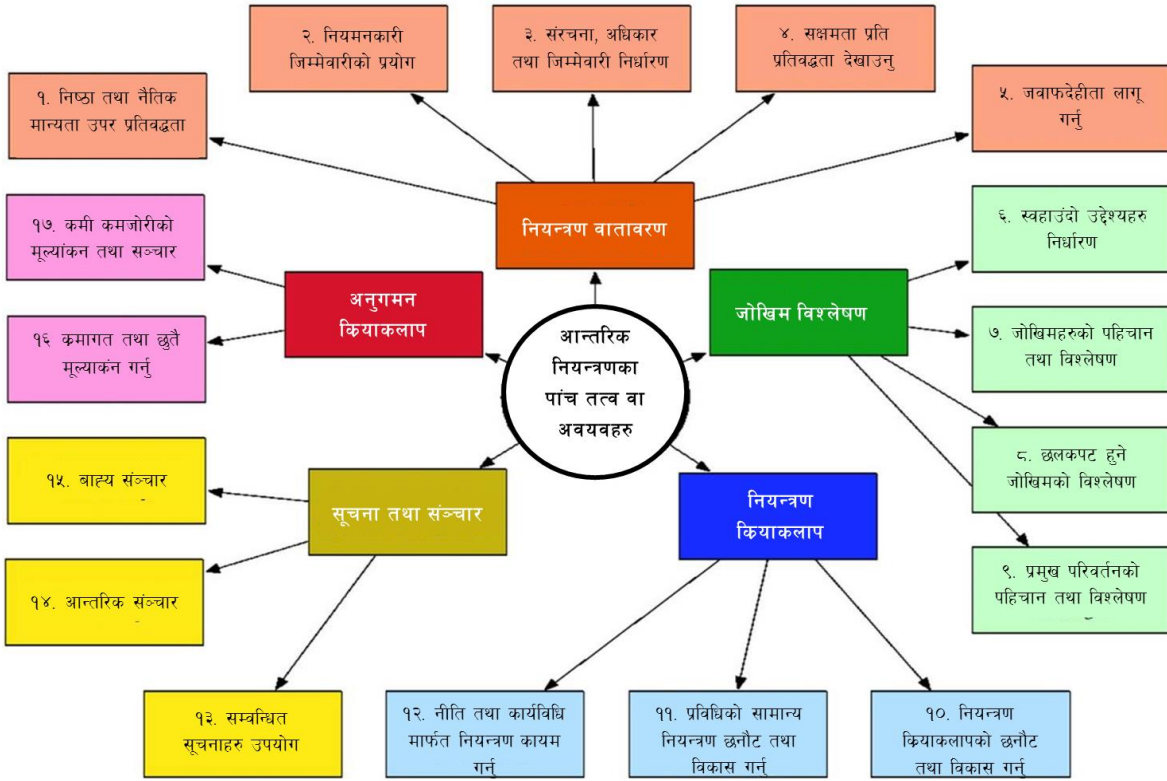 २. नियमनकारी
जिम्मेवारीको प्रयोग
३. संरचना, अधिकार
तथा जिम्मेवारी निर्धारण
४. सक्षमता प्रति
प्रतिवद्धता देखाउनु
१. निष्ठा तथा नैतिक
मान्यता उपर प्रतिवद्धता
५. जवाफदेहीता लागू
गर्नु
नियन्त्रण वातावरण
१७. कमी कमजोरीको
मूल्यांकन तथा सञ्चार
६. स्वहाउंदो उद्देश्यहरु
निर्धारण
अनुगमन
क्रियाकलाप
जोखिम विश्लेषण
१६ कमागत तथा छुतै
मूल्याकंन गर्नु
७. जोखिमहरुको पहिचान
तथा विश्लेषण
आन्तरिक
नियन्त्रणका
पांच तत्व वा
अवयवहरु
१५. बाह्य संञ्चार
८. छलकपट हुने
जोखिमको विश्लेषण
सूचना तथा संञ्चार
नियन्त्रण
क्रियाकलाप
१४. आन्तरिक संञ्चार
९. प्रमुख परिवर्तनको
पहिचान तथा विश्लेषण
१३. सम्वन्धित
सूचनाहरु उपयोग
१२. नीति तथा कार्यविधि
मार्फत नियन्त्रण कायम
गर्नु
११. प्रविधिको सामान्य
नियन्त्रण छनौट तथा
विकास गर्नु
१०. नियन्त्रण
क्रियाकलापको छनौट
तथा विकास गर्नु